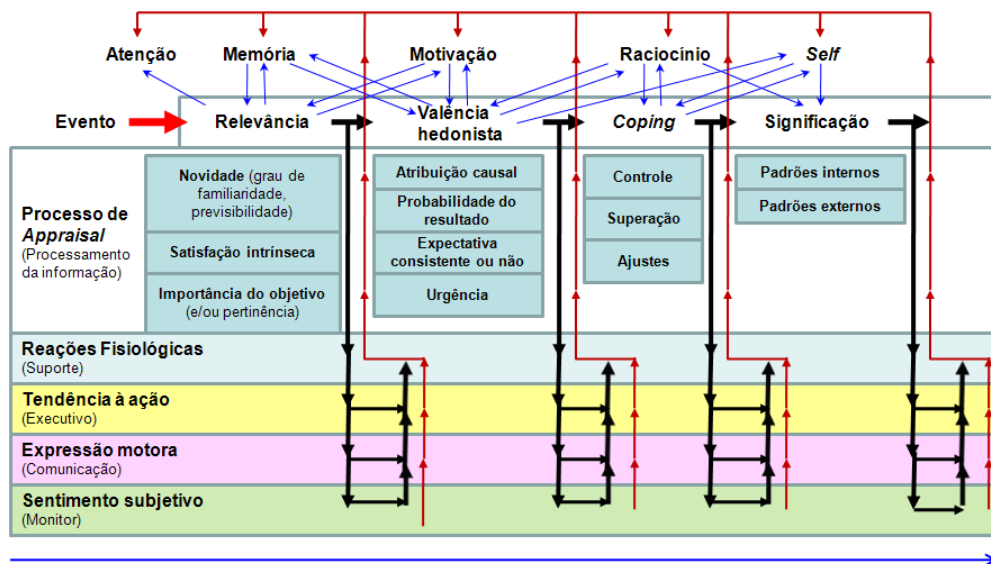 Atenção
Memória
Motivação
Raciocínio
Self
Evento
Relevância
Valência
hedonista
Coping
Significação
Processo de
Appraisal
(Processamento
da informação)
Novidade (grau de
familiaridade,
previsibilidade)
Satisfação intrínseca
Importância do objetivo
(e/ou pertinência)
Atribuição causal
Probabilidade do
resultado
Expectativa
consistente ou não
Urgência
Controle
Superação
Ajustes
Padrões internos
Padrões externos
Reações Fisiológicas
(Suporte)
Tendência à ação
(Executivo)
Expressão motora
(Comunicação)
Sentimento subjetivo
(Monitor)